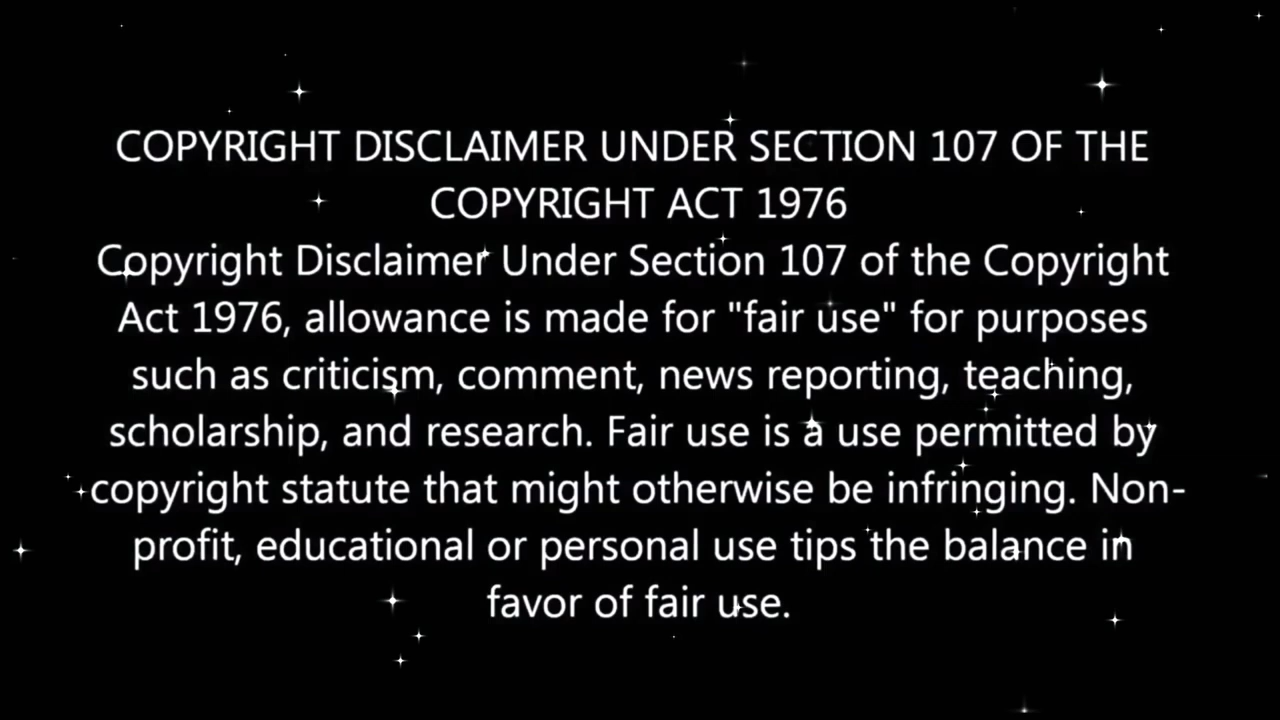 COPYRIGHT DISCLAIMER UNDER SECTION 107 OF THE
COPYRIGHT ACT 1976
Copyright Disclaimer Under Section 107 of the Copyright
Act 1976, allowance is made for "fair use" for purposes
such as criticism, comment, news reporting, teaching,
scholarship, and research. Fair use is a use permitted by
copyright statute that might otherwise be infringing. Non-
profit, educational or personal use tips the balance in
favor of fair use.